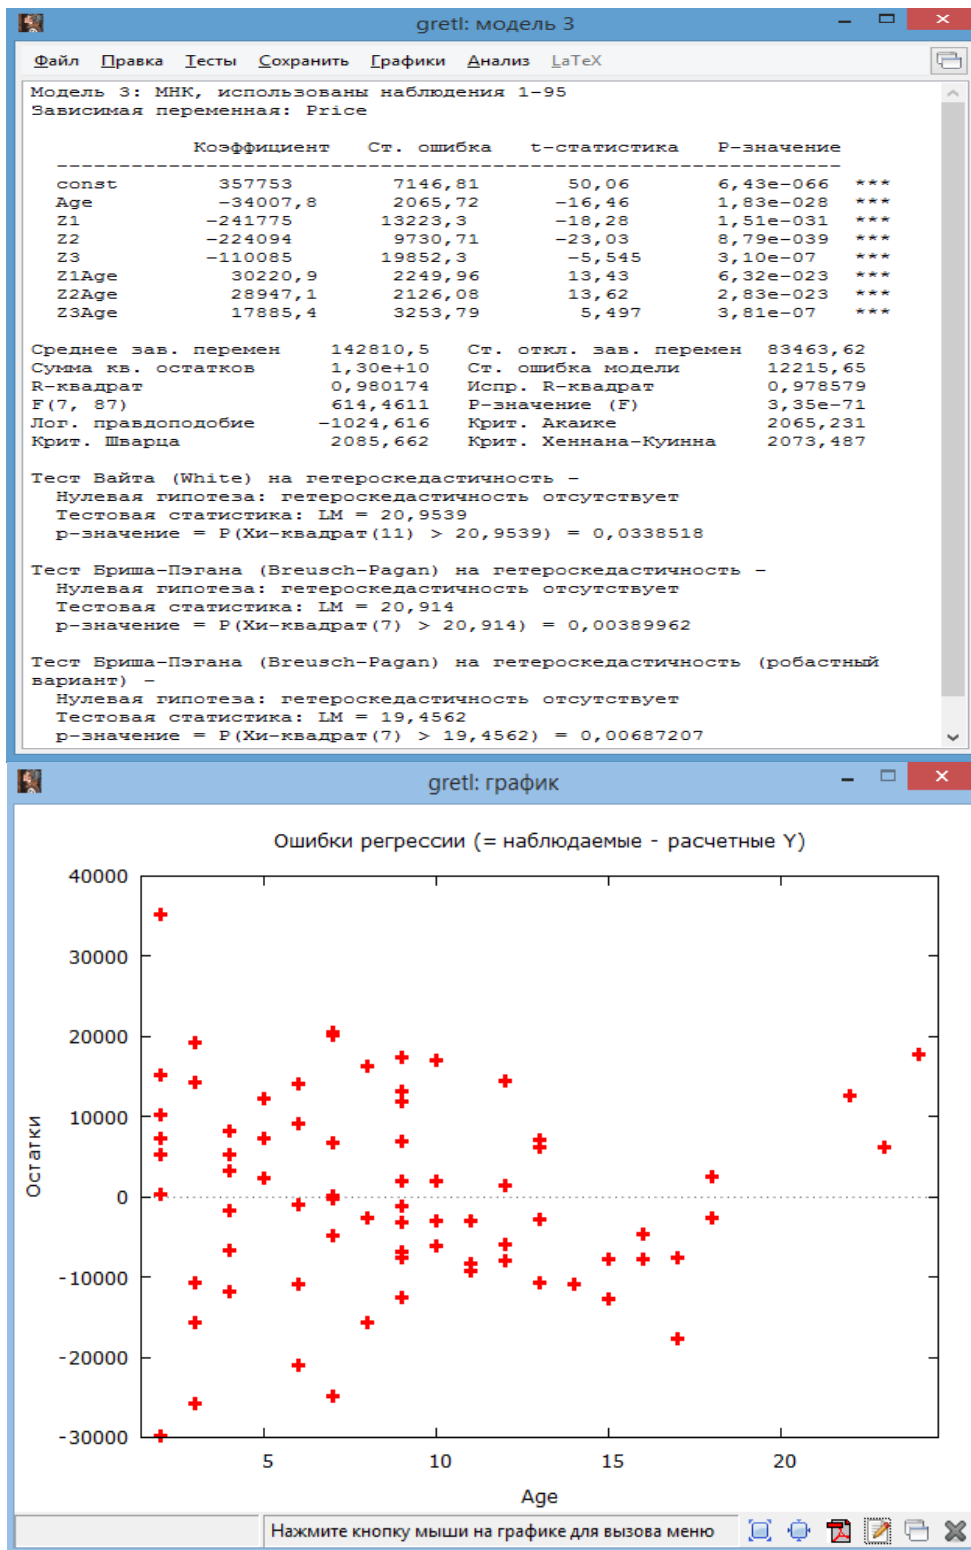 gretl: модель 3
Файл Правка Тесты Сохранить Графики Анализ LaTeX
Модель 3: МНК, использованы наблюдения 1-95
Зависимая переменная: Price
Коэффициент Ст. ошибка t-статистика P-значение
const 357753 7146,81 50,06 6,43e-066 ***
Age -34007,8 2065,72 -16,46 1,83e-028 ***
Z1 -241775 13223,3 -18,28 1,51e-031 ***
Z2 -224094 9730,71 -23,03 8,79e-039 ***
Z3 -110085 19852,3 -5,545 3,10e-07 ***
Z1Age 30220,9 2249,96 13,43 6,32e-023 ***
Z2Age 28947,1 2126,08 13,62 2,83e-023 ***
Z3Age 17885,4 3253,79 5,497 3,81e-07 ***
Среднее зав. перемен 142810,5 Ст. откл. зав. перемен 83463,62
Сумма кв. остатков 1,30e+10 Ст. ошибка модели 12215,65
R-квадрат 0,980174 Испр. R-квадрат 0,978579
F(7, 87) 614,4611 Р-значение (F) 3,35e-71
Лог. правдоподобие -1024,616 Крит. Акаике 2065,231
Крит. Шварца 2085,662 Крит. Хеннана-Куинна 2073,487
Тест Вайта (White) на гетероскедастичность -
Нулевая гипотеза: гетероскедастичность отсутствует
Тестовая статистика: LM = 20,9539
р-значение = P(Хи-квадрат(11) > 20,9539) = 0,0338518
Тест Бриша-Пэгана (Breusch-Pagan) на гетероскедастичность -
Нулевая гипотеза: гетероскедастичность отсутствует
Тестовая статистика: LM = 20,914
р-значение = P(Хи-квадрат(7) > 20,914) = 0,00389962
Тест Бриша-Пэгана (Breusch-Pagan) на гетероскедастичность (робастный
вариант) -
Нулевая гипотеза: гетероскедастичность отсутствует
Тестовая статистика: LM = 19,4562
р-значение = P(Хи-квадрат(7) > 19,4562) = 0,00687207
gretl: график
Ошибки регрессии (= наблюдаемые - расчетные Y)
40000
30000
20000
10000
0
-10000
-20000
-30000
Остатки
5 10 15 20
Age
Нажмите кнопку мыши на графике для вызова меню